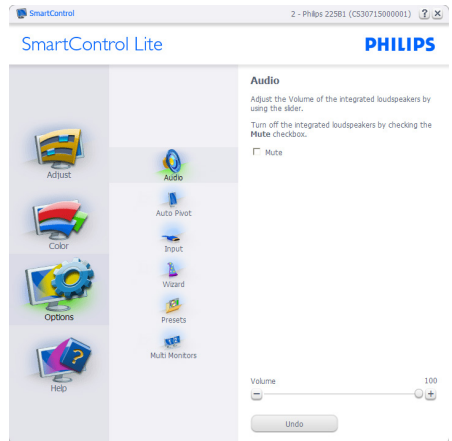 SmartControl
2 - Philips 225B1 (CS30715000001)
SmartControl Lite
PHILIPS
Adjust
Color
Options
Help
Audio
Auto Pivot
Input
Wizard
Presets
Multi Monitors
Audio
Adjust the Volume of the integrated loudspeakers by
using the slider.
Turn off the integrated loudspeakers by checking the
Mute checkbox.
Mute
Volume 100
Undo